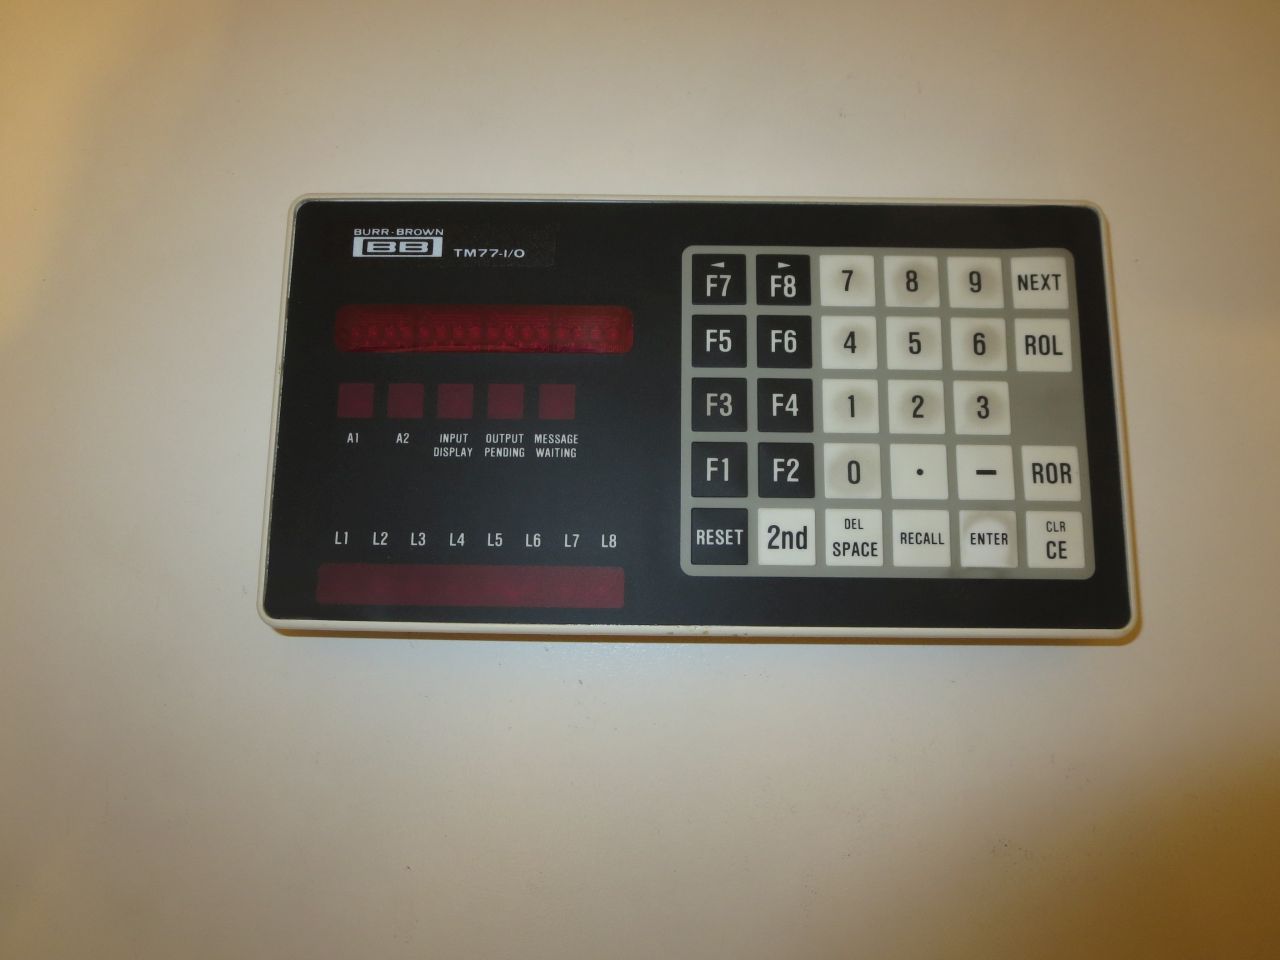 BURR-BROWN
BB TM77-I/O
A1 A2 INPUT DISPLAY OUTPUT PENDING MESSAGE WAITING
L1 L2 L3 L4 L5 L6 L7 L8
◄ F7 ► F8 7 8 9 NEXT
F5 F6 4 5 6 ROL
F3 F4 1 2 3
F1 F2 0 . – ROR
RESET 2nd DEL SPACE RECALL ENTER CLR CE